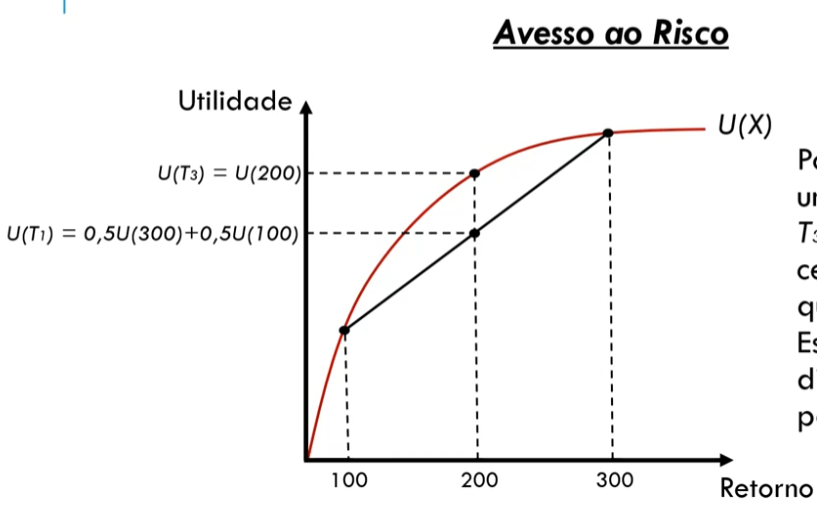 Avesso ao Risco
Utilidade
U(X)
U(T₃) = U(200)
U(T₁) = 0,5U(300)+0,5U(100)
100
200
300
Retorno